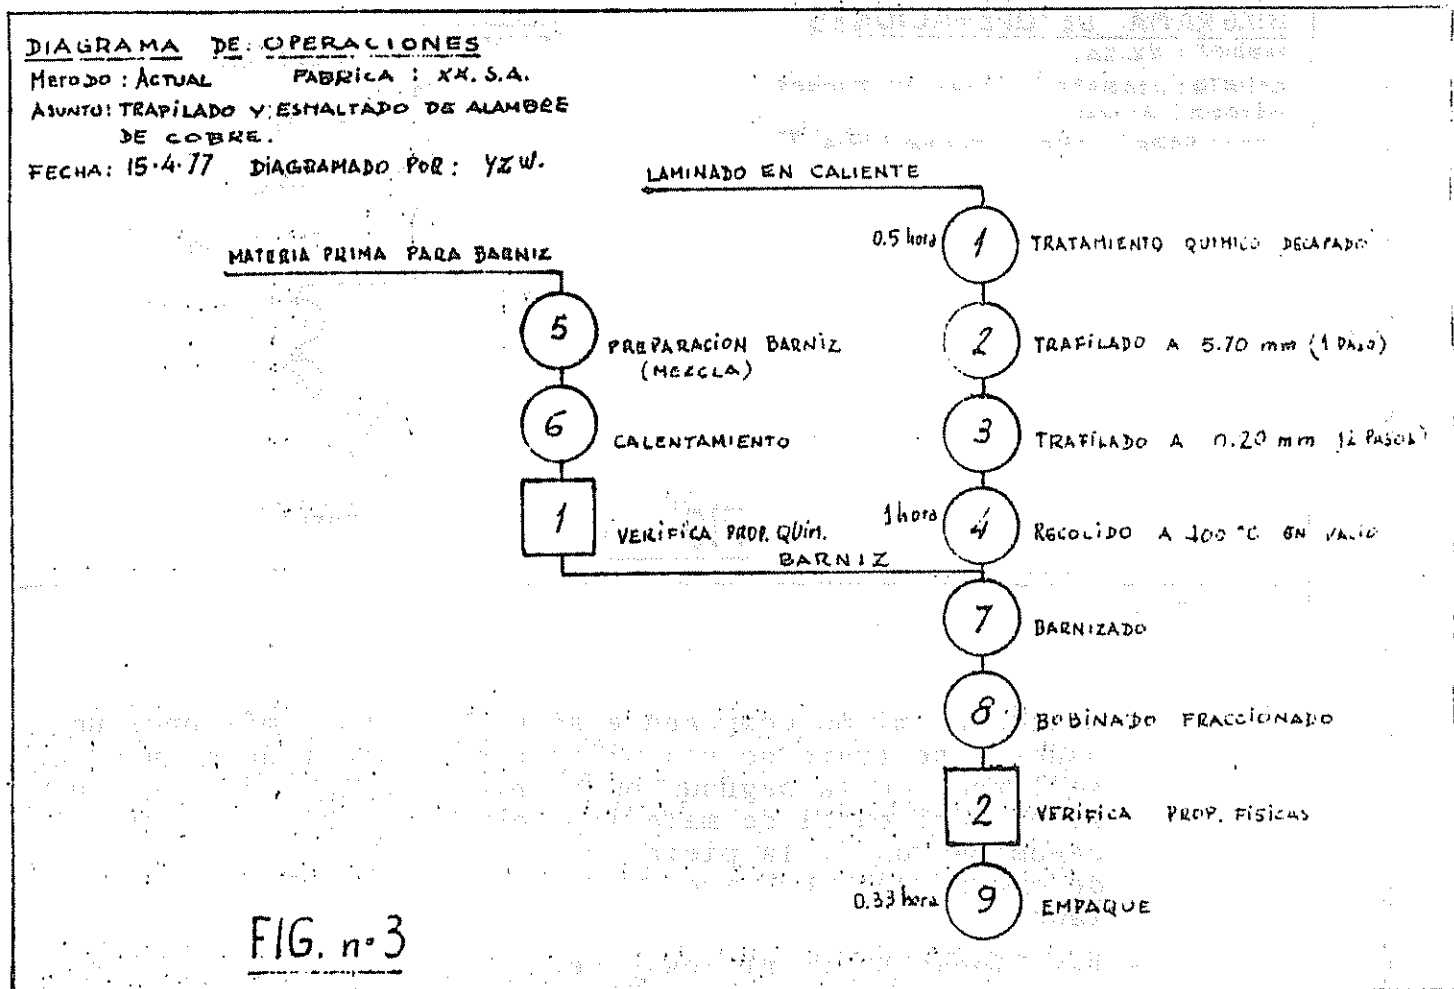 DIAGRAMA DE OPERACIONES
METODO : ACTUAL FABRICA : XX. S.A.
ASUNTO: TRAFILADO Y ESMALTADO DE ALAMBRE
DE COBRE.
FECHA: 15.4.77 DIAGRAMADO POR: YZW.
LAMINADO EN CALIENTE
0.5 hora 1 TRATAMIENTO QUIMICO DECAPADO
MATERIA PRIMA PARA BARNIZ
5 PREPARACION BARNIZ
(MEZCLA)
2 TRAFILADO A 5.70 mm (1 PASO)
6 CALENTAMIENTO
3 TRAFILADO A 0.20 mm
1 VERIFICA PROP. QUIM.
1 hora 4 RECOCIDO A °C EN VACIO
BARNIZ
7 BARNIZADO
8 BOBINADO FRACCIONADO
2 VERIFICA PROP. FISICAS
0.33 hora 9 EMPAQUE
FIG. nº 3